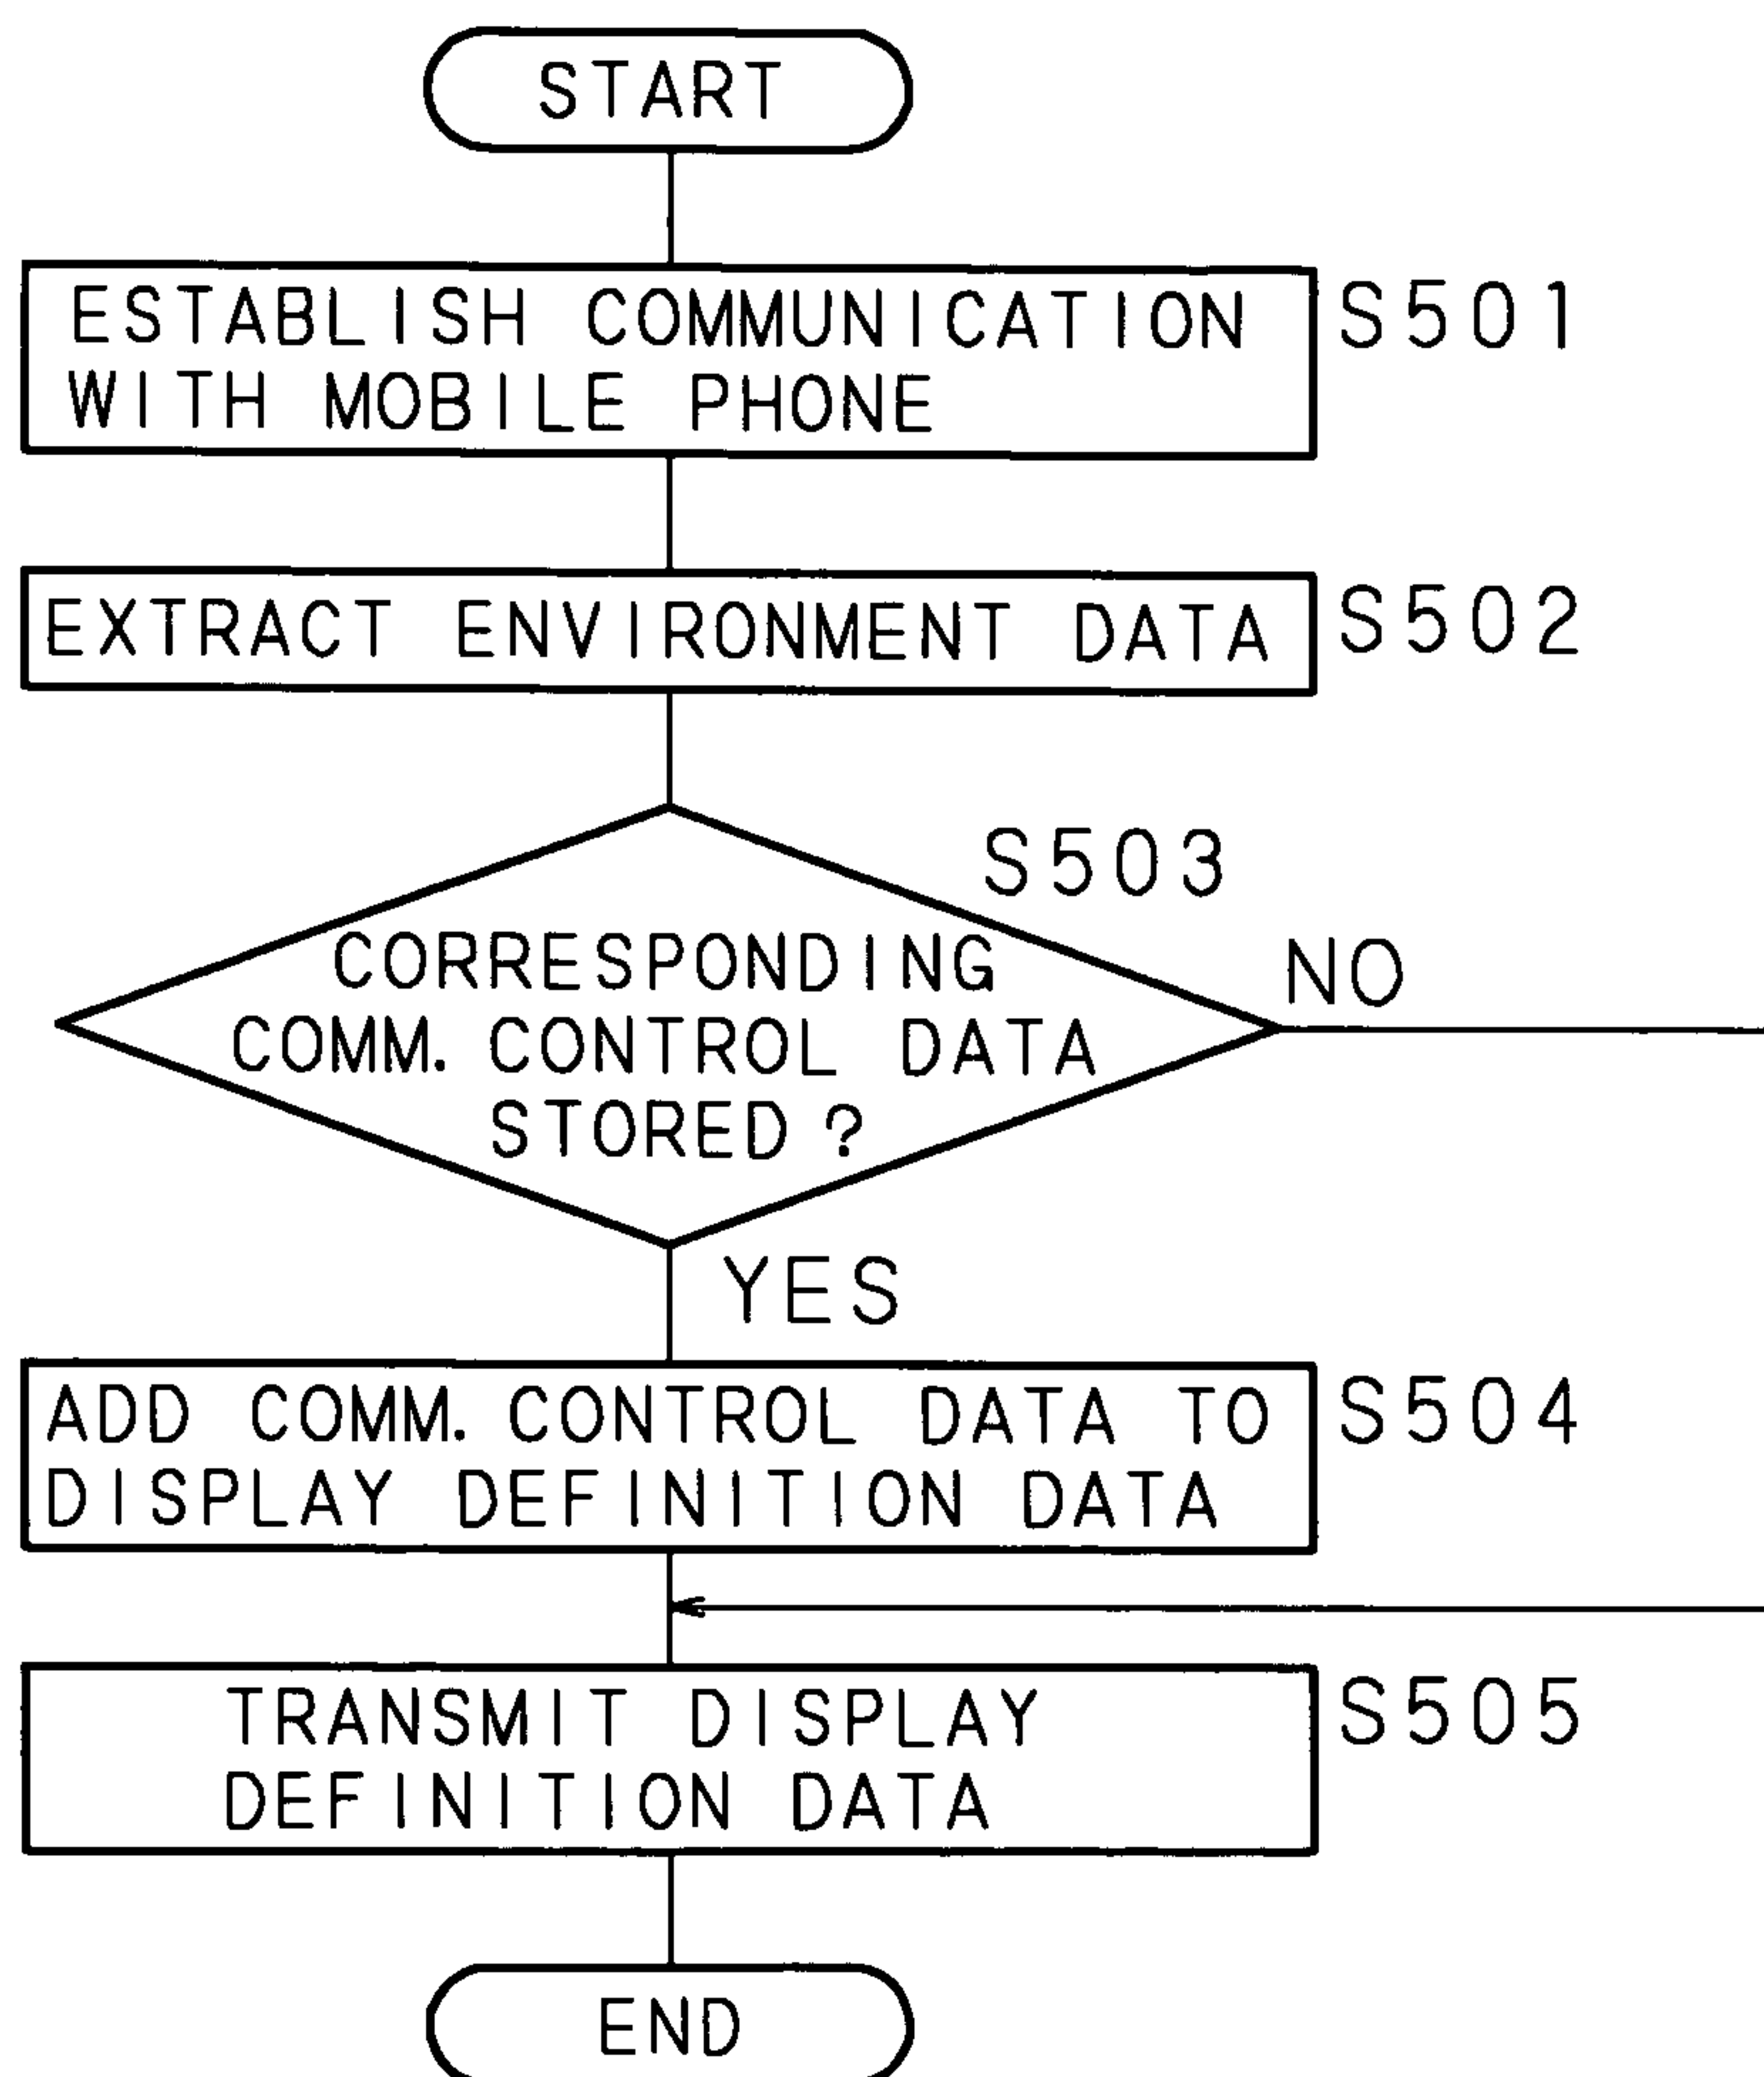 START
ESTABLISH COMMUNICATION
WITH MOBILE PHONE
S501
EXTRACT ENVIRONMENT DATA
S502
S503
CORRESPONDING
COMM. CONTROL DATA
STORED ?
NO
YES
ADD COMM. CONTROL DATA TO
DISPLAY DEFINITION DATA
S504
TRANSMIT DISPLAY
DEFINITION DATA
S505
END